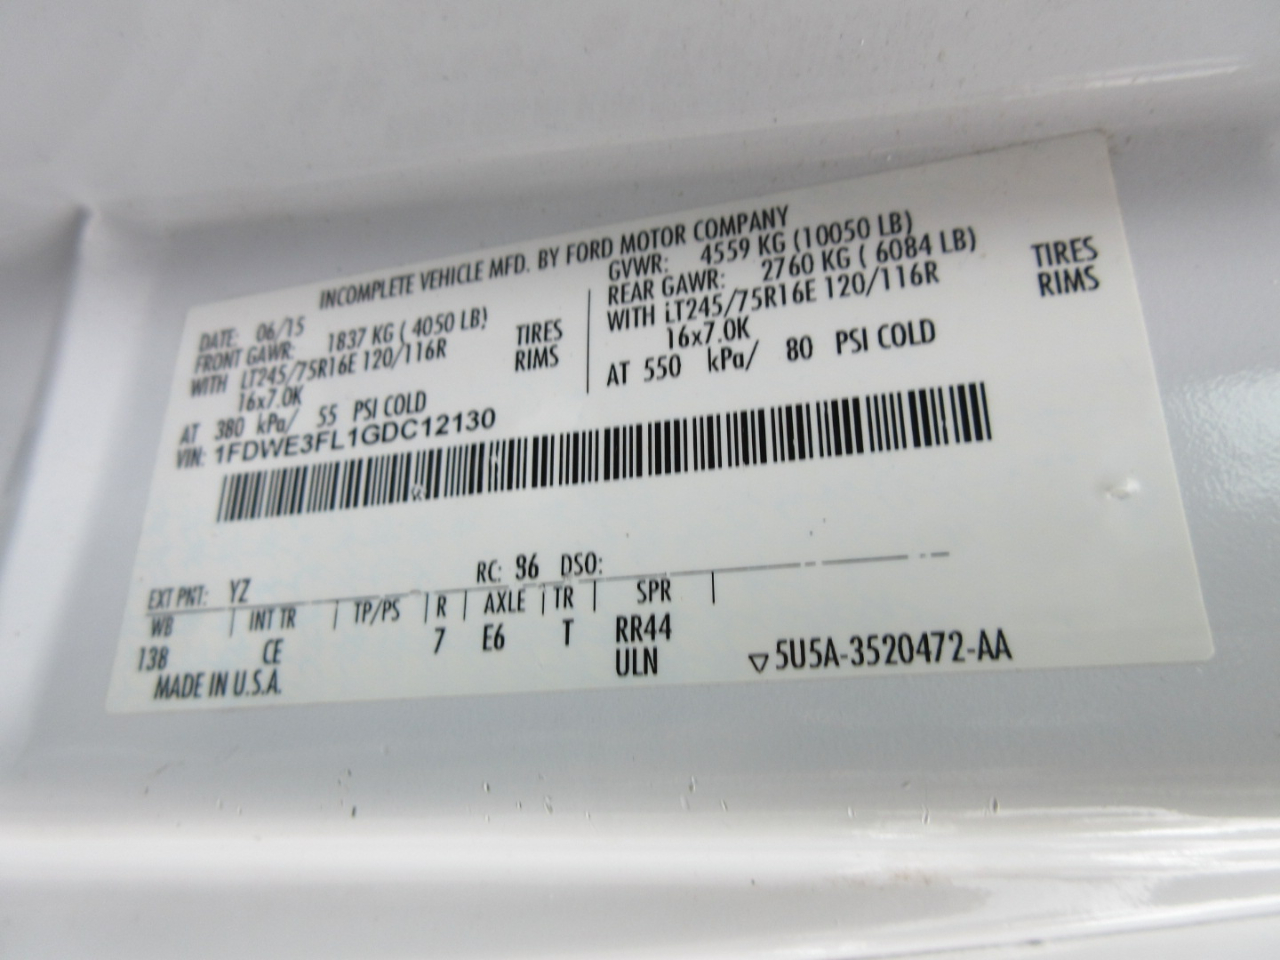 INCOMPLETE VEHICLE MFD. BY FORD MOTOR COMPANY
DATE: 06/15
FRONT GAWR: 1837 KG ( 4050 LB)
WITH LT245/75R16E 120/116R TIRES
16x7.0K RIMS
AT 380 kPa/ 55 PSI COLD
GVWR: 4559 KG (10050 LB)
REAR GAWR: 2760 KG ( 6084 LB)
WITH LT245/75R16E 120/116R TIRES
16x7.0K RIMS
AT 550 kPa/ 80 PSI COLD
VIN: 1FDWE3FL1GDC12130
EXT PNT: YZ RC: 96 DSO:
WB | INT TR | TP/PS | R | AXLE | TR | SPR |
138 CE 7 E6 T RR44
ULN
MADE IN U.S.A. ▽5U5A-3520472-AA